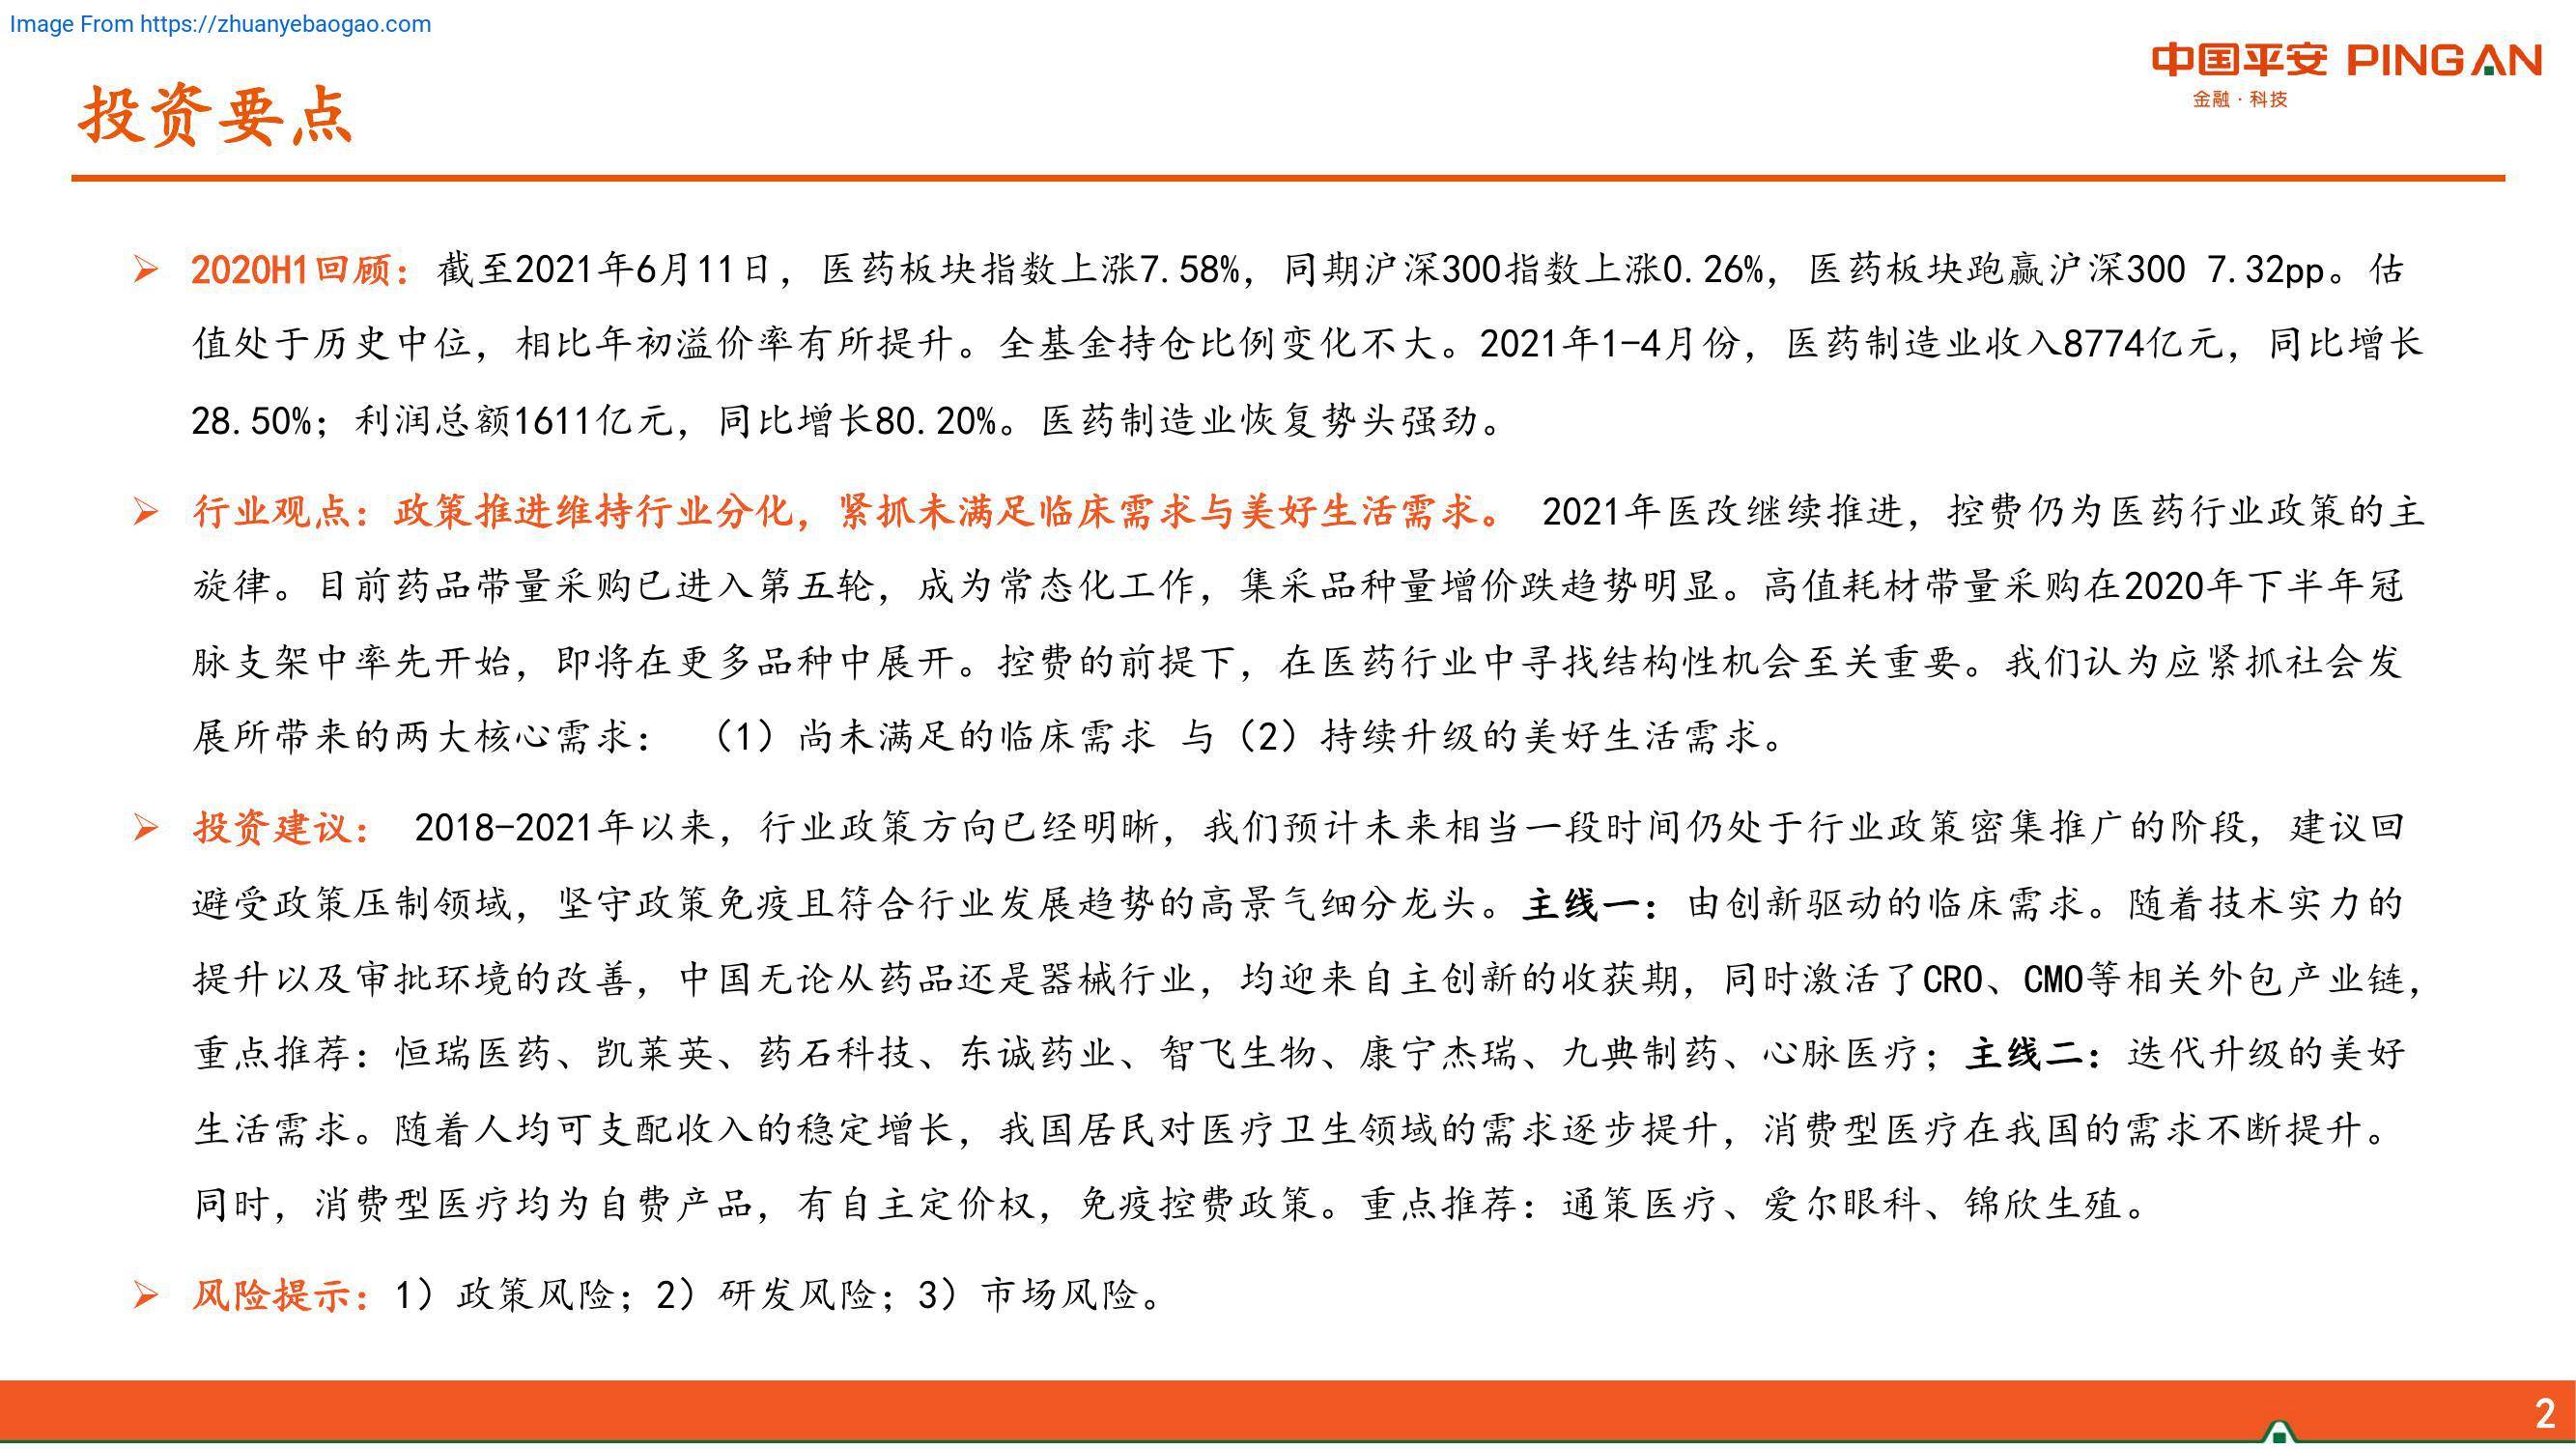 Image From https://zhuanyebaogao.com
中国平安 PINGAN
金融·科技
投资要点
2020H1回顾：截至2021年6月11日，医药板块指数上涨7.58%，同期沪深300指数上涨0.26%，医药板块跑赢沪深300 7.32pp。估
值处于历史中位，相比年初溢价率有所提升。全基金持仓比例变化不大。2021年1-4月份，医药制造业收入8774亿元，同比增长
28.50%；利润总额1611亿元，同比增长80.20%。医药制造业恢复势头强劲。
行业观点：政策推进维持行业分化，紧抓未满足临床需求与美好生活需求。 2021年医改继续推进，控费仍为医药行业政策的主
旋律。目前药品带量采购已进入第五轮，成为常态化工作，集采品种量增价跌趋势明显。高值耗材带量采购在2020年下半年冠
脉支架中率先开始，即将在更多品种中展开。控费的前提下，在医药行业中寻找结构性机会至关重要。我们认为应紧抓社会发
展所带来的两大核心需求： （1）尚未满足的临床需求 与（2）持续升级的美好生活需求。
投资建议： 2018-2021年以来，行业政策方向已经明晰，我们预计未来相当一段时间仍处于行业政策密集推广的阶段，建议回
避受政策压制领域，坚守政策免疫且符合行业发展趋势的高景气细分龙头。主线一：由创新驱动的临床需求。随着技术实力的
提升以及审批环境的改善，中国无论从药品还是器械行业，均迎来自主创新的收获期，同时激活了CRO、CMO等相关外包产业链，
重点推荐：恒瑞医药、凯莱英、药石科技、东诚药业、智飞生物、康宁杰瑞、九典制药、心脉医疗；主线二：迭代升级的美好
生活需求。随着人均可支配收入的稳定增长，我国居民对医疗卫生领域的需求逐步提升，消费型医疗在我国的需求不断提升。
同时，消费型医疗均为自费产品，有自主定价权，免疫控费政策。重点推荐：通策医疗、爱尔眼科、锦欣生殖。
风险提示：1）政策风险；2）研发风险；3）市场风险。
2